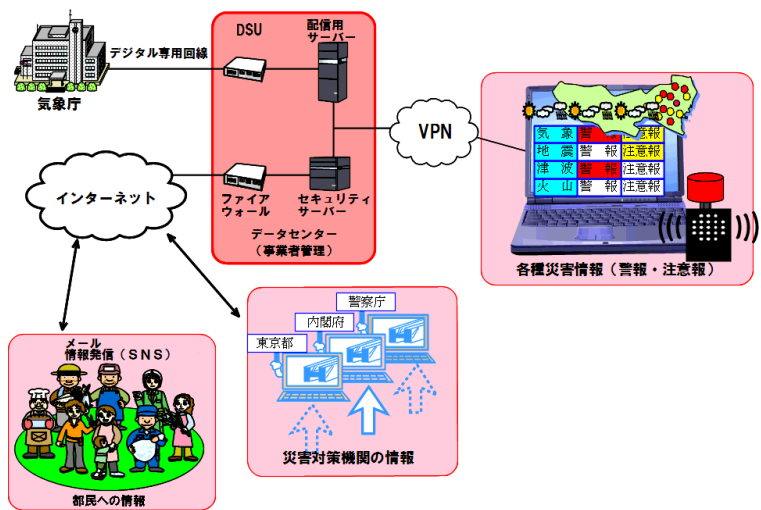 気象庁
デジタル専用回線
DSU
配信用
サーバー
ファイア
ウォール
セキュリティ
サーバー
データセンター
(事業者管理)
VPN
気象 警報 注意報
地震 警報 注意報
津波 警報 注意報
火山 警報 注意報
各種災害情報(警報・注意報)
インターネット
メール
情報発信(SNS)
都民への情報
警察庁
内閣府
東京都
災害対策機関の情報